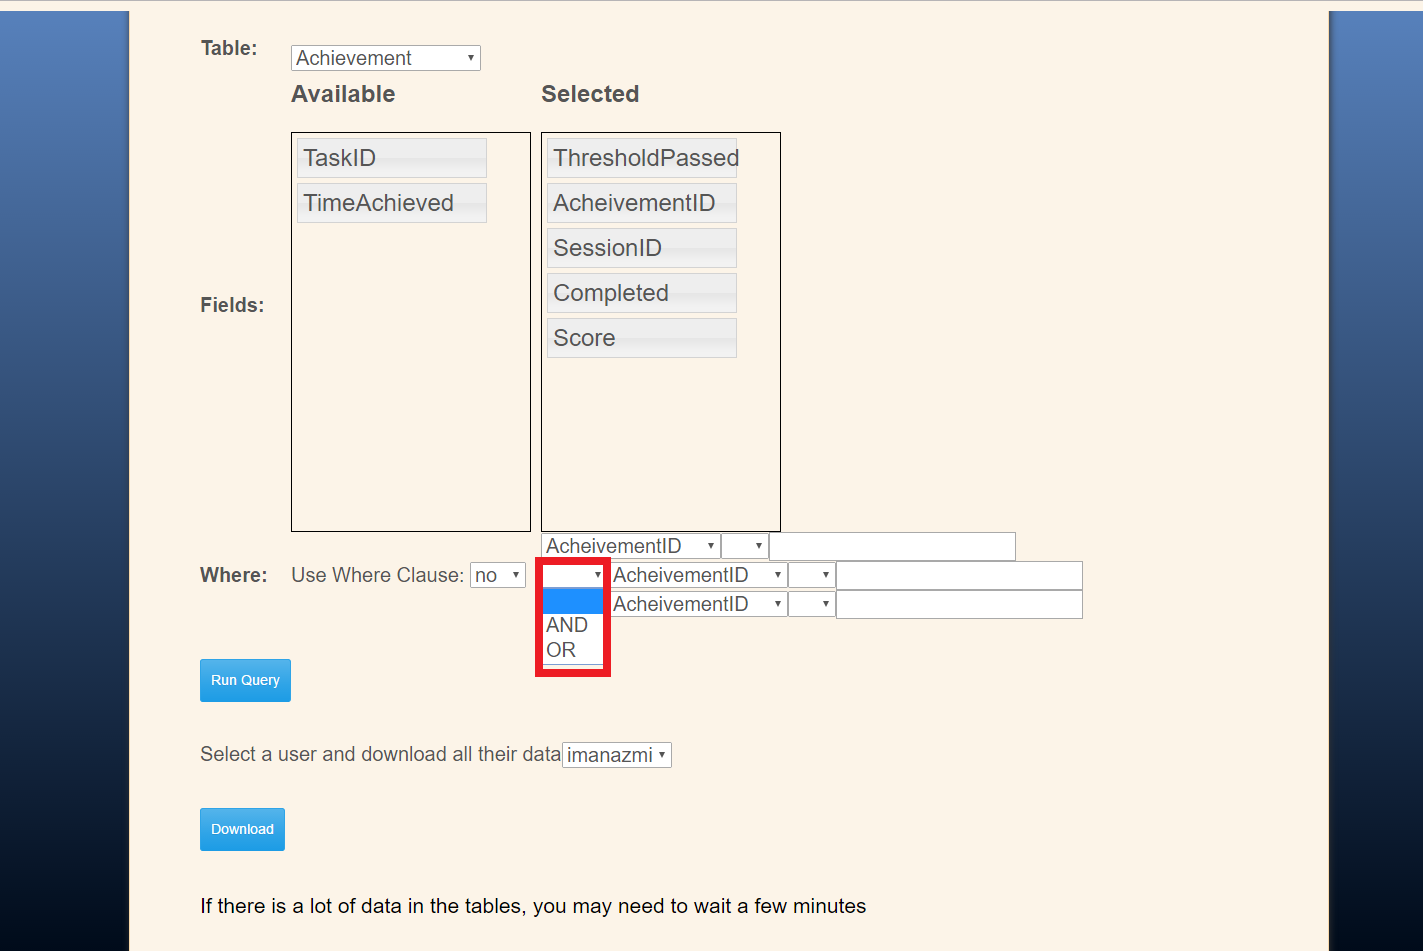 Table:
Achievement
Available Selected
TaskID ThresholdPassed
TimeAchieved AcheivementID
SessionID
Fields: Completed
Score
AcheivementID
Where: Use Where Clause: no AcheivementID
AcheivementID
AND
OR
Run Query
Select a user and download all their data imanazmi
Download
If there is a lot of data in the tables, you may need to wait a few minutes